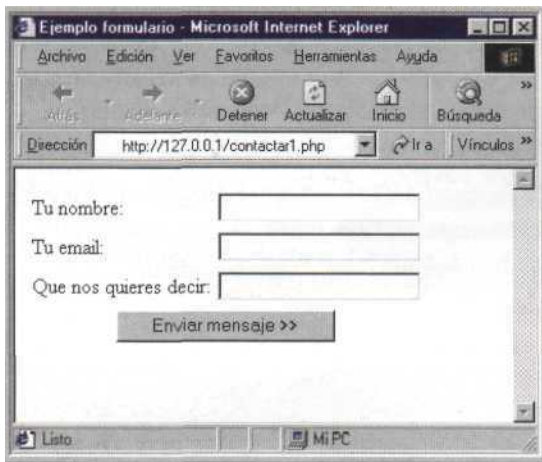 Ejemplo formulario - Microsoft Internet Explorer
Archivo Edición Ver Favoritos Herramientas Ayuda
Atrás Adelante Detener Actualizar Inicio Búsqueda »
Dirección http://127.0.0.1/contactar1.php Ir a Vínculos »
Tu nombre:
Tu email:
Que nos quieres decir:
Enviar mensaje >>
Listo Mi PC